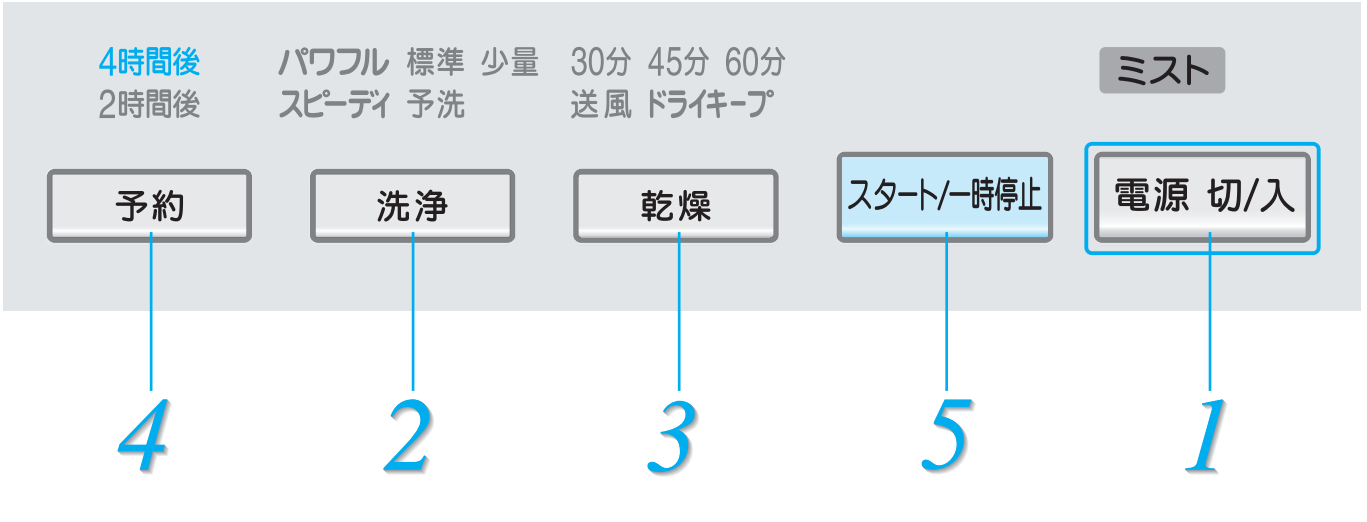 4時間後 パワフル 標準 少量 30分 45分 60分 ミスト
2時間後 スピーディ 予洗 送風 ドライキープ
予約 洗浄 乾燥 スタート/一時停止 電源 切/入
4 2 3 5 1